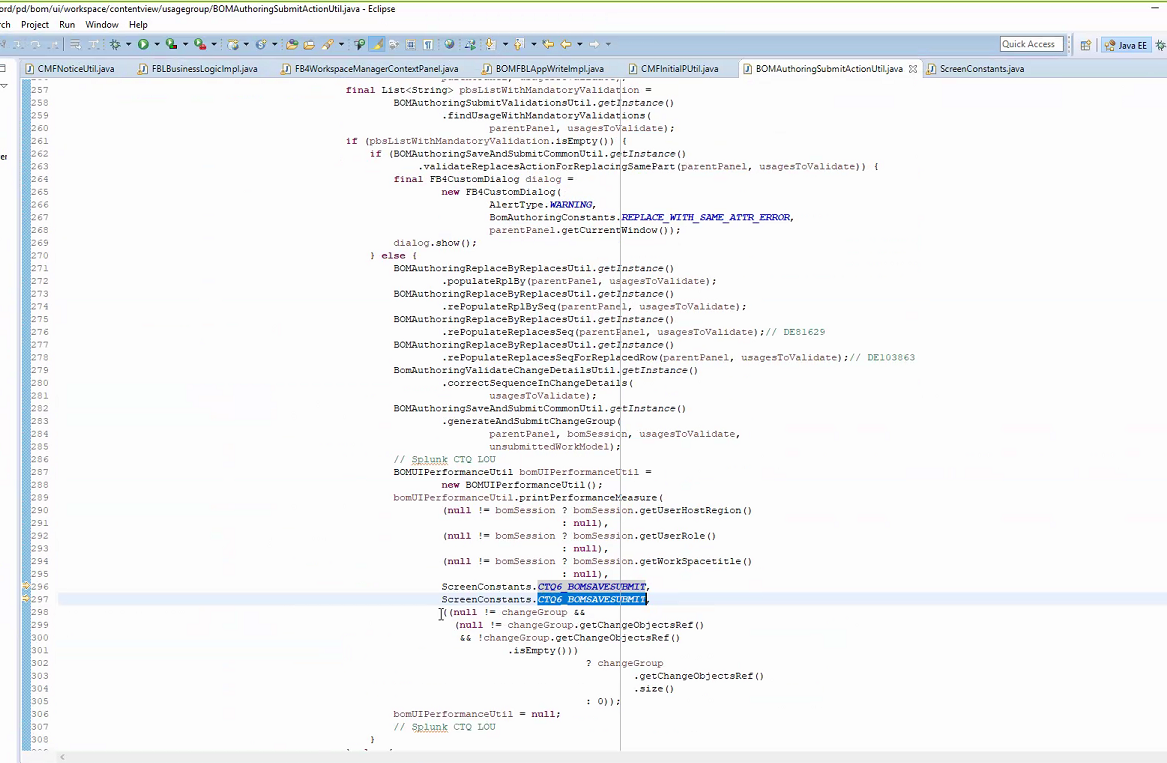 ord/pd/bom/ui/workspace/contentview/usagegroup/BOMAuthoringSubmitActionUtil.java - Eclipse
rch Project Run Window Help
Quick Access Java EE
CMFNoticeUtil.java FBLBusinessLogicImpl.java FB4WorkspaceManagerContextPanel.java BOMFBLAppWriteImpl.java CMFInitialPUtil.java BOMAuthoringSubmitActionUtil.java ScreenConstants.java
257 final List<String> pbsListWithMandatoryValidation =
258 BOMAuthoringSubmitValidationsUtil.getInstance()
259 .findUsageWithMandatoryValidations(
260 parentPanel, usagesToValidate);
261 if (pbsListWithMandatoryValidation.isEmpty()) {
262 if (BOMAuthoringSaveAndSubmitCommonUtil.getInstance()
263 .validateReplacesActionForReplacingSamePart(parentPanel, usagesToValidate)) {
264 final FB4CustomDialog dialog =
265 new FB4CustomDialog(
266 AlertType.WARNING,
267 BomAuthoringConstants.REPLACE_WITH_SAME_ATTR_ERROR,
268 parentPanel.getCurrentWindow());
269 dialog.show();
270 } else {
271 BOMAuthoringReplaceByReplacesUtil.getInstance()
272 .populateRplBy(parentPanel, usagesToValidate);
273 BOMAuthoringReplaceByReplacesUtil.getInstance()
274 .rePopulateRplBySeq(parentPanel, usagesToValidate);
275 BOMAuthoringReplaceByReplacesUtil.getInstance()
276 .rePopulateReplacesSeq(parentPanel, usagesToValidate);// DE81629
277 BOMAuthoringReplaceByReplacesUtil.getInstance()
278 .rePopulateReplacesSeqForReplacedRow(parentPanel, usagesToValidate);// DE103863
279 BomAuthoringValidateChangeDetailsUtil.getInstance()
280 .correctSequenceInChangeDetails(
281 usagesToValidate);
282 BOMAuthoringSaveAndSubmitCommonUtil.getInstance()
283 .generateAndSubmitChangeGroup(
284 parentPanel, bomSession, usagesToValidate,
285 unsubmittedWorkModel);
286 // Splunk CTQ LOU
287 BOMUIPerformanceUtil bomUIPerformanceUtil =
288 new BOMUIPerformanceUtil();
289 bomUIPerformanceUtil.printPerformanceMeasure(
290 (null != bomSession ? bomSession.getUserHostRegion()
291 : null),
292 (null != bomSession ? bomSession.getUserRole()
293 : null),
294 (null != bomSession ? bomSession.getWorkSpacetitle()
295 : null),
296 ScreenConstants.CTQ6_BOMSAVESUBMIT,
297 ScreenConstants.CTQ6_BOMSAVESUBMIT,
298 ((null != changeGroup &&
299 (null != changeGroup.getChangeObjectsRef()
300 && !changeGroup.getChangeObjectsRef()
301 .isEmpty()))
302 ? changeGroup
303 .getChangeObjectsRef()
304 .size()
305 : 0));
306 bomUIPerformanceUtil = null;
307 // Splunk CTQ LOU
308 }